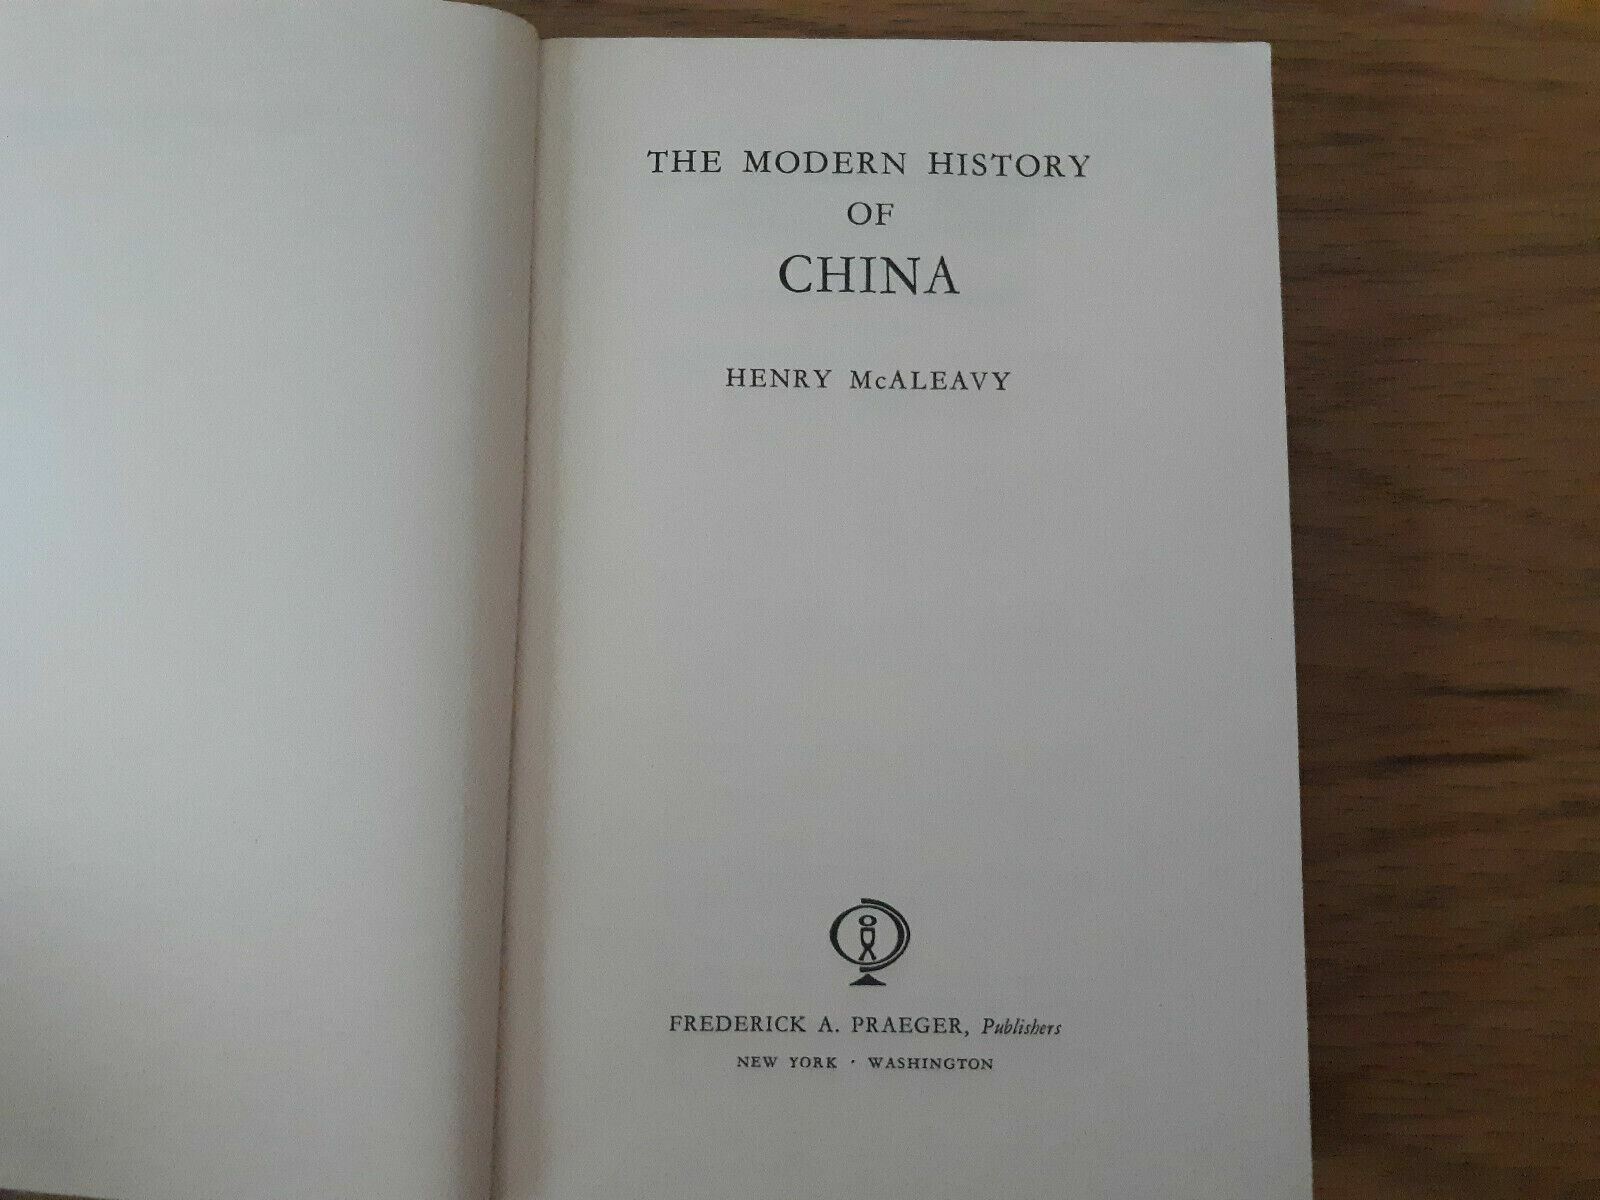 THE MODERN HISTORY
OF
CHINA
HENRY McALEAVY
FREDERICK A. PRAEGER, Publishers
NEW YORK · WASHINGTON